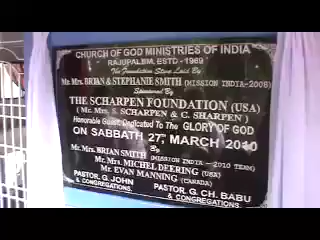 CHURCH OF GOD MINISTRIES OF INDIA
RAJUPALEM. ESTD - 1969
The Foundation Stone Laid By
Mr. Mrs. BRIAN & STEPHANIE SMITH (MISSION INDIA-2008)
Sponsored By
THE SCHARPEN FOUNDATION (USA)
( Mr. Mrs. S. SCHARPEN & C. SHARPEN )
Honorable Guest Dedicated To The GLORY OF GOD
ON SABBATH 27th, MARCH 2010
By
Mr. Mrs. BRIAN SMITH (MISSION INDIA - 2010 TEAM)
Mr. Mrs. MICHEL DEERING (USA)
Mr. EVAN MANNING (CANADA)
PASTOR. G. JOHN PASTOR. G. CH. BABU
& CONGREGATIONS. & CONGREGATIONS.